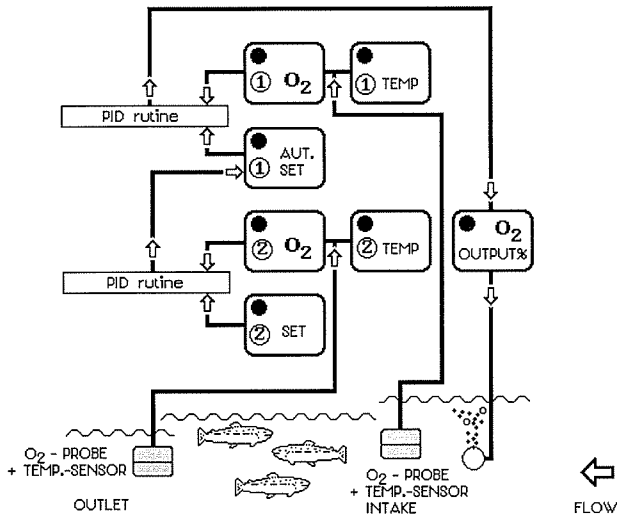 ① O₂
① TEMP
PID rutine
① AUT.
SET
② O₂
② TEMP
O₂
OUTPUT%
PID rutine
② SET
O₂ - PROBE
+ TEMP.-SENSOR
OUTLET
O₂ - PROBE
+ TEMP.-SENSOR
INTAKE
FLOW